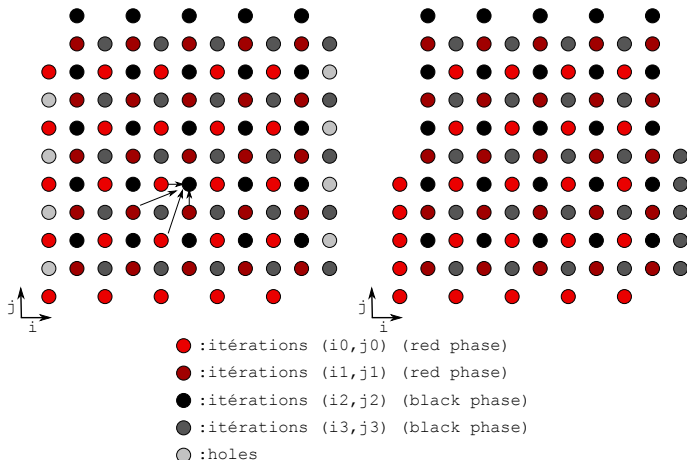 j
i
j
i
:itérations (i0,j0) (red phase)
:itérations (i1,j1) (red phase)
:itérations (i2,j2) (black phase)
:itérations (i3,j3) (black phase)
:holes